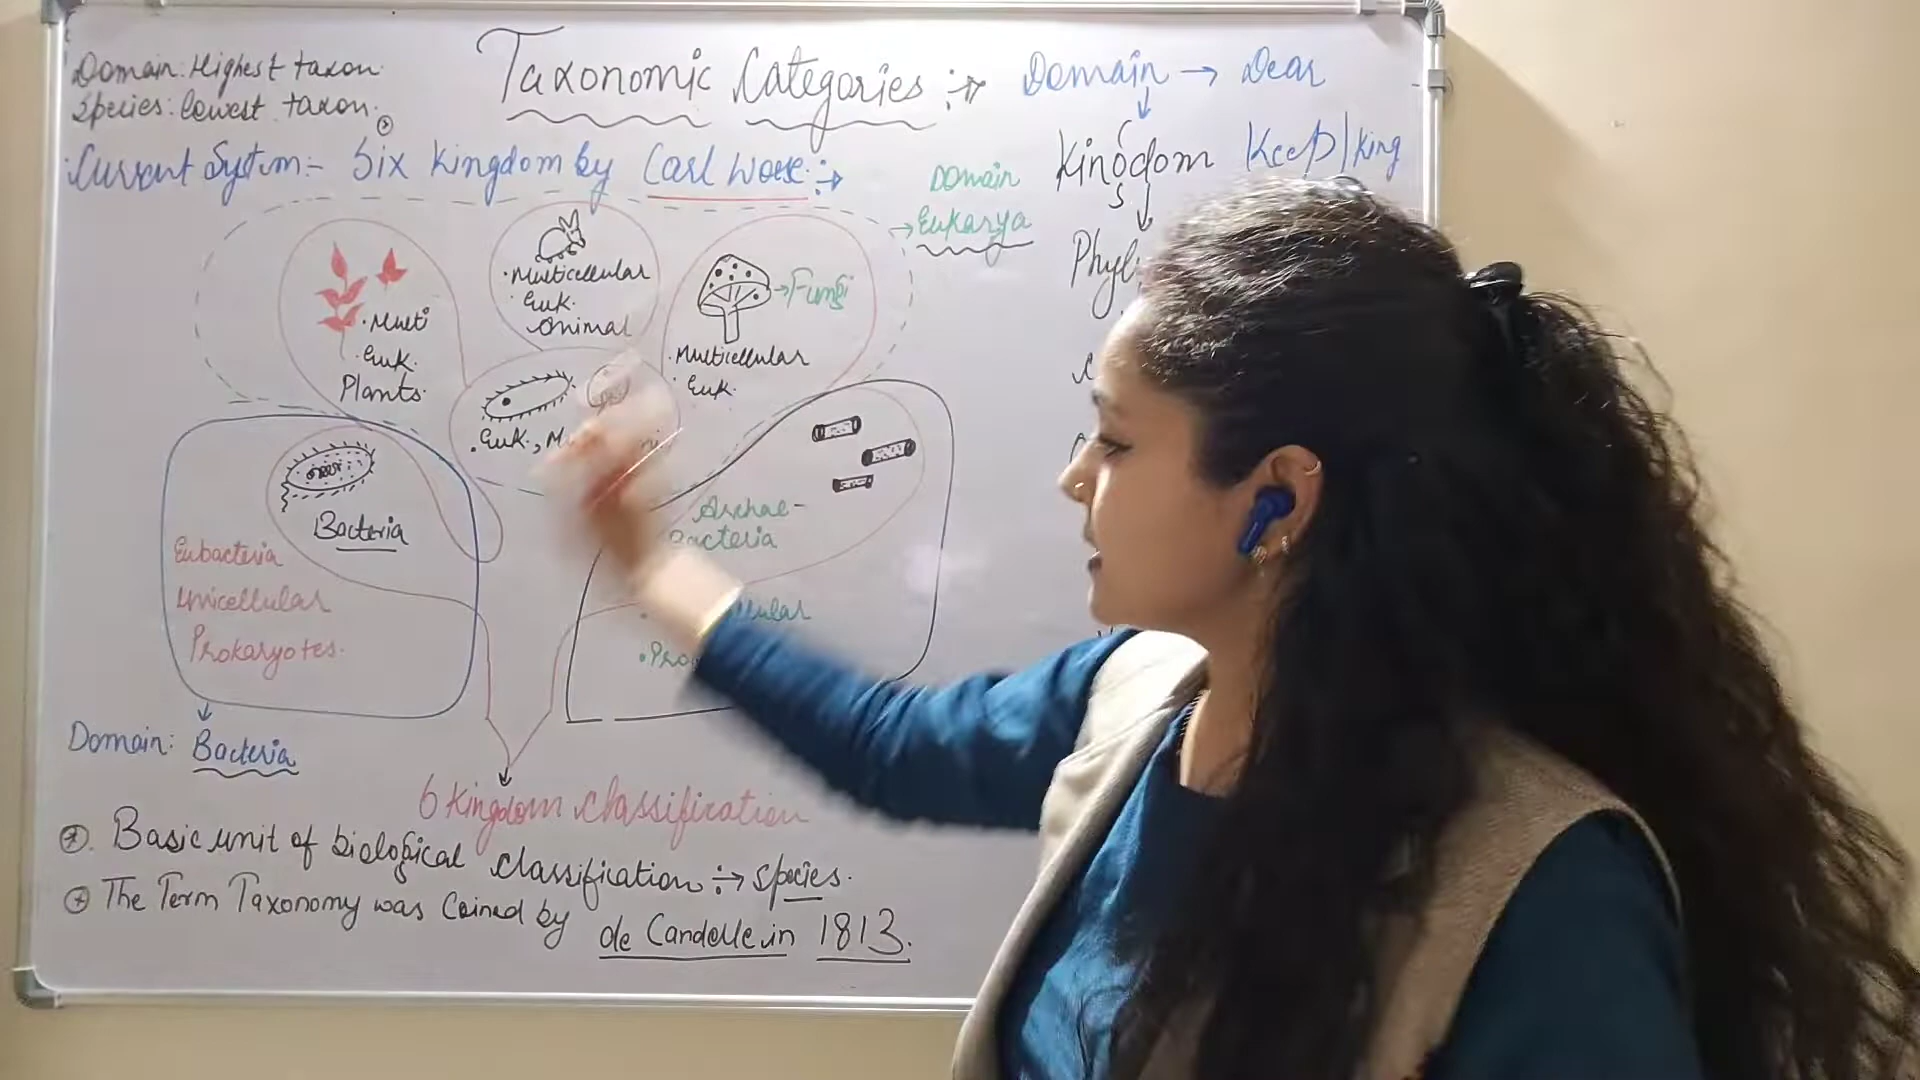 Domain: Highest taxon.
Species: lowest taxon.
Taxonomic Categories :→
Domain → Dear
Kingdom Keep/King
Phyl
Current System:- Six Kingdom by Carl Woese :→
Domain
→ Eukarya
• Multi
Euk.
Plants.
• Multicellular
Euk.
Animal
→ Fungi
• Multicellular
Euk.
• Euk.,
Bacteria
Eubacteria
Unicellular
Prokaryotes.
Archae-
Bacteria
Domain: Bacteria
6 Kingdom Classification
Basic unit of biological classification :→ species.
The Term Taxonomy was Coined by de Candelle in 1813.